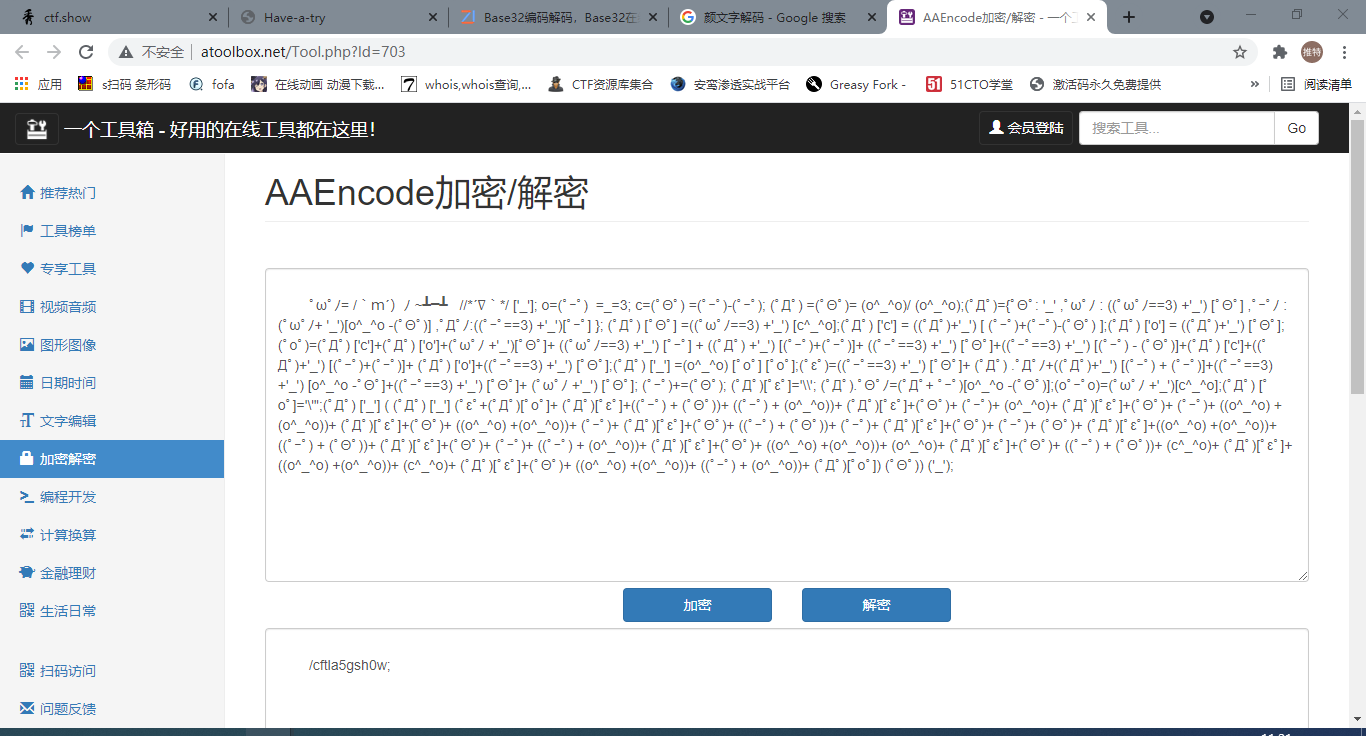 ctf.show
Have-a-try
Base32编码解码，Base32在
颜文字解码 - Google 搜索
AAEncode加密/解密 - 一个工
不安全 atoolbox.net/Tool.php?Id=703
推特
应用
s扫码 条形码
fofa
在线动画 动漫下载...
whois,whois查询,...
CTF资源库集合
安鸾渗透实战平台
Greasy Fork -
51CTO学堂
激活码永久免费提供
»
阅读清单
一个工具箱 - 好用的在线工具都在这里！
会员登陆
搜索工具...
Go
推荐热门
工具榜单
专享工具
视频音频
图形图像
日期时间
文字编辑
加密解密
编程开发
计算换算
金融理财
生活日常
扫码访问
问题反馈
AAEncode加密/解密
ﾟωﾟﾉ= /｀ｍ´）ﾉ ~┻━┻   //*´∇｀*/ ['_']; o=(ﾟｰﾟ)  =_=3; c=(ﾟΘﾟ) =(ﾟｰﾟ)-(ﾟｰﾟ); (ﾟДﾟ) =(ﾟΘﾟ)= (o^_^o)/ (o^_^o);(ﾟДﾟ)={ﾟΘﾟ: '_' ,ﾟωﾟﾉ : ((ﾟωﾟﾉ==3) +'_') [ﾟΘﾟ] ,ﾟｰﾟﾉ :
(ﾟωﾟﾉ+ '_')[o^_^o -(ﾟΘﾟ)] ,ﾟДﾟﾉ:((ﾟｰﾟ==3) +'_')[ﾟｰﾟ] }; (ﾟДﾟ) [ﾟΘﾟ] =((ﾟωﾟﾉ==3) +'_') [c^_^o];(ﾟДﾟ) ['c'] = ((ﾟДﾟ)+'_') [ (ﾟｰﾟ)+(ﾟｰﾟ)-(ﾟΘﾟ) ];(ﾟДﾟ) ['o'] = ((ﾟДﾟ)+'_') [ﾟΘﾟ];
(ﾟoﾟ)=(ﾟДﾟ) ['c']+(ﾟДﾟ) ['o']+(ﾟωﾟﾉ +'_')[ﾟΘﾟ]+ ((ﾟωﾟﾉ==3) +'_') [ﾟｰﾟ] + ((ﾟДﾟ) +'_') [(ﾟｰﾟ)+(ﾟｰﾟ)]+ ((ﾟｰﾟ==3) +'_') [ﾟΘﾟ]+((ﾟｰﾟ==3) +'_') [(ﾟｰﾟ) - (ﾟΘﾟ)]+(ﾟДﾟ) ['c']+((ﾟ
Дﾟ)+'_') [(ﾟｰﾟ)+(ﾟｰﾟ)]+ (ﾟДﾟ) ['o']+((ﾟｰﾟ==3) +'_') [ﾟΘﾟ];(ﾟДﾟ) ['_'] =(o^_^o) [ﾟoﾟ] [ﾟoﾟ];(ﾟεﾟ)=((ﾟｰﾟ==3) +'_') [ﾟΘﾟ]+ (ﾟДﾟ) .ﾟДﾟﾉ+((ﾟДﾟ)+'_') [(ﾟｰﾟ) + (ﾟｰﾟ)]+((ﾟｰﾟ==3)
+'_') [o^_^o -ﾟΘﾟ]+((ﾟｰﾟ==3) +'_') [ﾟΘﾟ]+ (ﾟωﾟﾉ +'_') [ﾟΘﾟ]; (ﾟｰﾟ)+=(ﾟΘﾟ); (ﾟДﾟ)[ﾟεﾟ]='\\'; (ﾟДﾟ).ﾟΘﾟﾉ=(ﾟДﾟ+ ﾟｰﾟ)[o^_^o -(ﾟΘﾟ)];(oﾟｰﾟo)=(ﾟωﾟﾉ +'_')[c^_^o];(ﾟДﾟ) [
ﾟoﾟ]='\"';(ﾟДﾟ) ['_'] ( (ﾟДﾟ) ['_'] (ﾟεﾟ+(ﾟДﾟ)[ﾟoﾟ]+ (ﾟДﾟ)[ﾟεﾟ]+((ﾟｰﾟ) + (ﾟΘﾟ))+ ((ﾟｰﾟ) + (o^_^o))+ (ﾟДﾟ)[ﾟεﾟ]+(ﾟΘﾟ)+ (ﾟｰﾟ)+ (o^_^o)+ (ﾟДﾟ)[ﾟεﾟ]+(ﾟΘﾟ)+ (ﾟｰﾟ)+ ((o^_^o) +
(o^_^o))+ (ﾟДﾟ)[ﾟεﾟ]+(ﾟΘﾟ)+ ((o^_^o) +(o^_^o))+ (ﾟｰﾟ)+ (ﾟДﾟ)[ﾟεﾟ]+(ﾟΘﾟ)+ ((ﾟｰﾟ) + (ﾟΘﾟ))+ (ﾟｰﾟ)+ (ﾟДﾟ)[ﾟεﾟ]+(ﾟΘﾟ)+ (ﾟｰﾟ)+ (ﾟΘﾟ)+ (ﾟДﾟ)[ﾟεﾟ]+((o^_^o) +(o^_^o))+
((ﾟｰﾟ) + (ﾟΘﾟ))+ (ﾟДﾟ)[ﾟεﾟ]+(ﾟΘﾟ)+ (ﾟｰﾟ)+ ((ﾟｰﾟ) + (o^_^o))+ (ﾟДﾟ)[ﾟεﾟ]+(ﾟΘﾟ)+ ((o^_^o) +(o^_^o))+ (o^_^o)+ (ﾟДﾟ)[ﾟεﾟ]+(ﾟΘﾟ)+ ((ﾟｰﾟ) + (ﾟΘﾟ))+ (c^_^o)+ (ﾟДﾟ)[ﾟεﾟ]+
((o^_^o) +(o^_^o))+ (c^_^o)+ (ﾟДﾟ)[ﾟεﾟ]+(ﾟΘﾟ)+ ((o^_^o) +(o^_^o))+ ((ﾟｰﾟ) + (o^_^o))+ (ﾟДﾟ)[ﾟoﾟ]) (ﾟΘﾟ)) ('_');
加密
解密
/cftla5gsh0w;